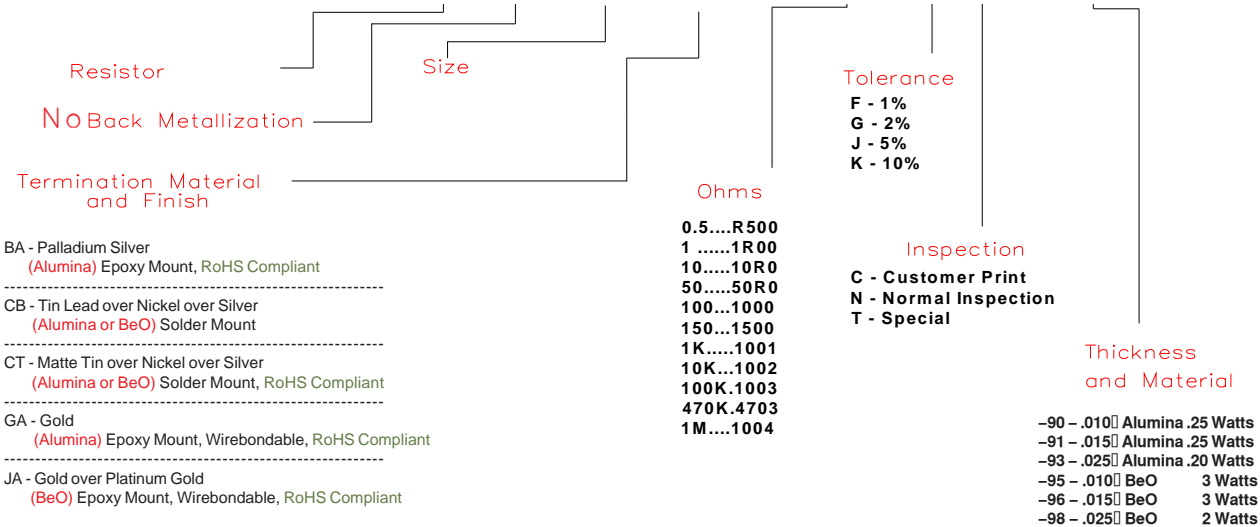 Resistor
No Back Metallization
Size
Termination Material
and Finish
BA - Palladium Silver
(Alumina) Epoxy Mount, RoHS Compliant
CB - Tin Lead over Nickel over Silver
(Alumina or BeO) Solder Mount
CT - Matte Tin over Nickel over Silver
(Alumina or BeO) Solder Mount, RoHS Compliant
GA - Gold
(Alumina) Epoxy Mount, Wirebondable, RoHS Compliant
JA - Gold over Platinum Gold
(BeO) Epoxy Mount, Wirebondable, RoHS Compliant
Ohms
0.5....R500
1 ......1R00
10.....10R0
50.....50R0
100...1000
150...1500
1K.....1001
10K...1002
100K.1003
470K.4703
1M....1004
Tolerance
F - 1%
G - 2%
J - 5%
K - 10%
Inspection
C - Customer Print
N - Normal Inspection
T - Special
Thickness
and Material
–90 – .010▯ Alumina .25 Watts
–91 – .015▯ Alumina .25 Watts
–93 – .025▯ Alumina .20 Watts
–95 – .010▯ BeO 3 Watts
–96 – .015▯ BeO 3 Watts
–98 – .025▯ BeO 2 Watts